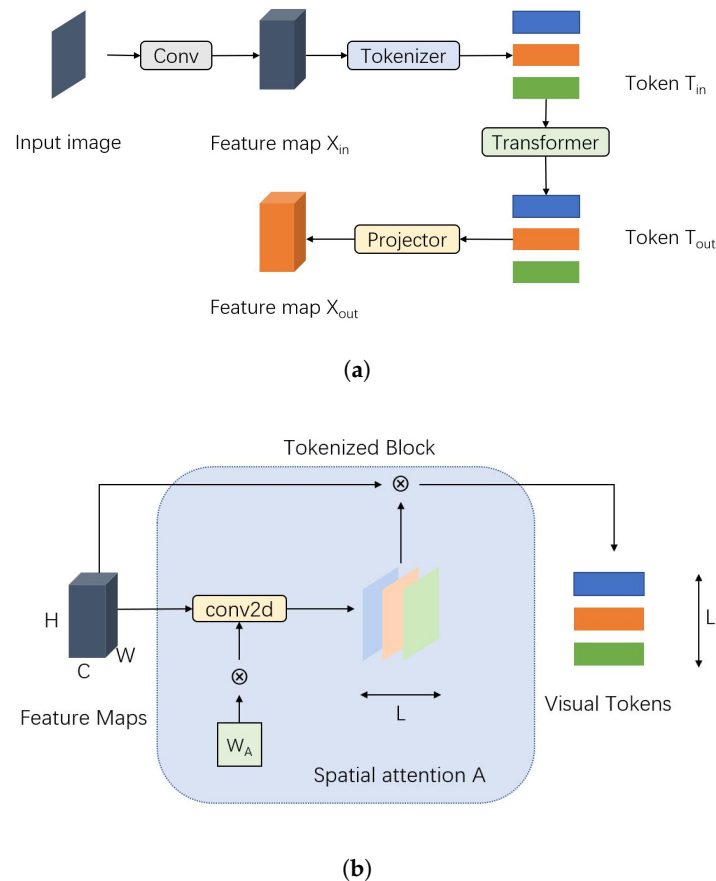 Conv
Tokenizer
Token T_in
Input image
Feature map X_in
Transformer
Projector
Token T_out
Feature map X_out
(a)
Tokenized Block
⊗
conv2d
H
W
C
⊗
L
L
Feature Maps
W_A
Visual Tokens
Spatial attention A
(b)